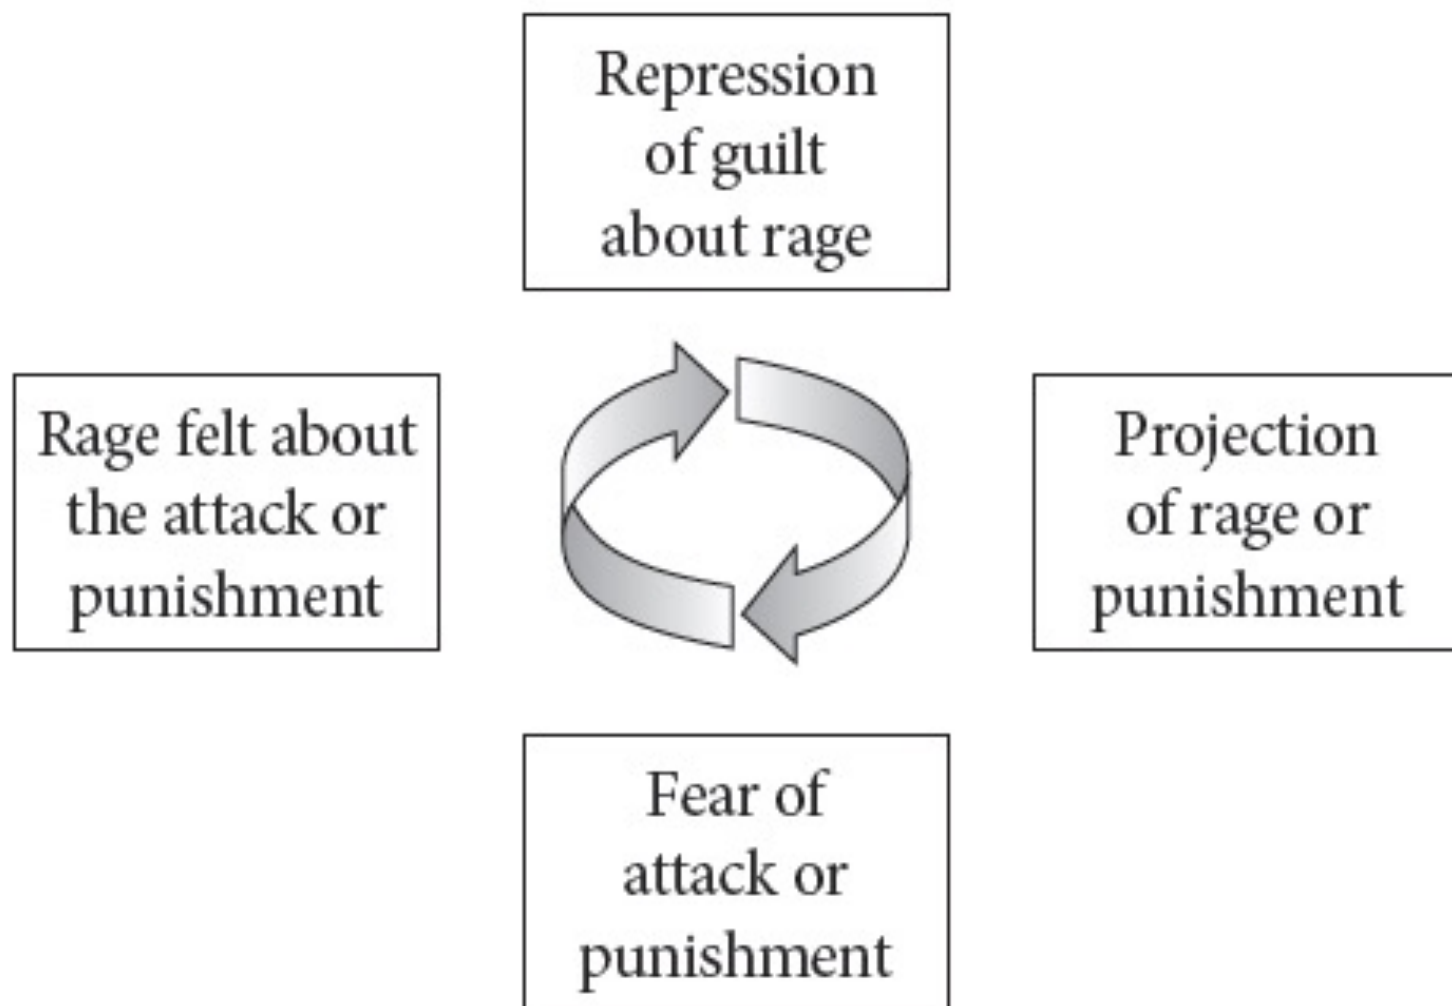 Repression
of guilt
about rage
Rage felt about
the attack or
punishment
Projection
of rage or
punishment
Fear of
attack or
punishment